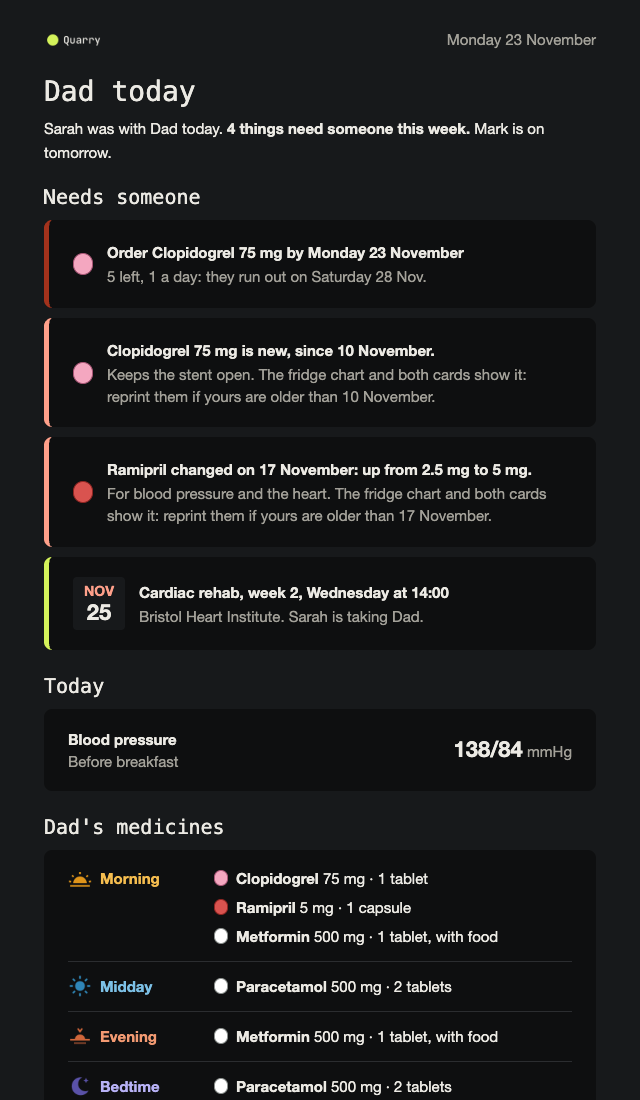 Quarry
Monday 23 November
Dad today
Sarah was with Dad today. 4 things need someone this week. Mark is on
tomorrow.
Needs someone
Order Clopidogrel 75 mg by Monday 23 November
5 left, 1 a day: they run out on Saturday 28 Nov.
Clopidogrel 75 mg is new, since 10 November.
Keeps the stent open. The fridge chart and both cards show it:
reprint them if yours are older than 10 November.
Ramipril changed on 17 November: up from 2.5 mg to 5 mg.
For blood pressure and the heart. The fridge chart and both cards
show it: reprint them if yours are older than 17 November.
NOV
25
Cardiac rehab, week 2, Wednesday at 14:00
Bristol Heart Institute. Sarah is taking Dad.
Today
Blood pressure
Before breakfast
138/84 mmHg
Dad's medicines
Morning
Clopidogrel 75 mg · 1 tablet
Ramipril 5 mg · 1 capsule
Metformin 500 mg · 1 tablet, with food
Midday
Paracetamol 500 mg · 2 tablets
Evening
Metformin 500 mg · 1 tablet, with food
Bedtime
Paracetamol 500 mg · 2 tablets